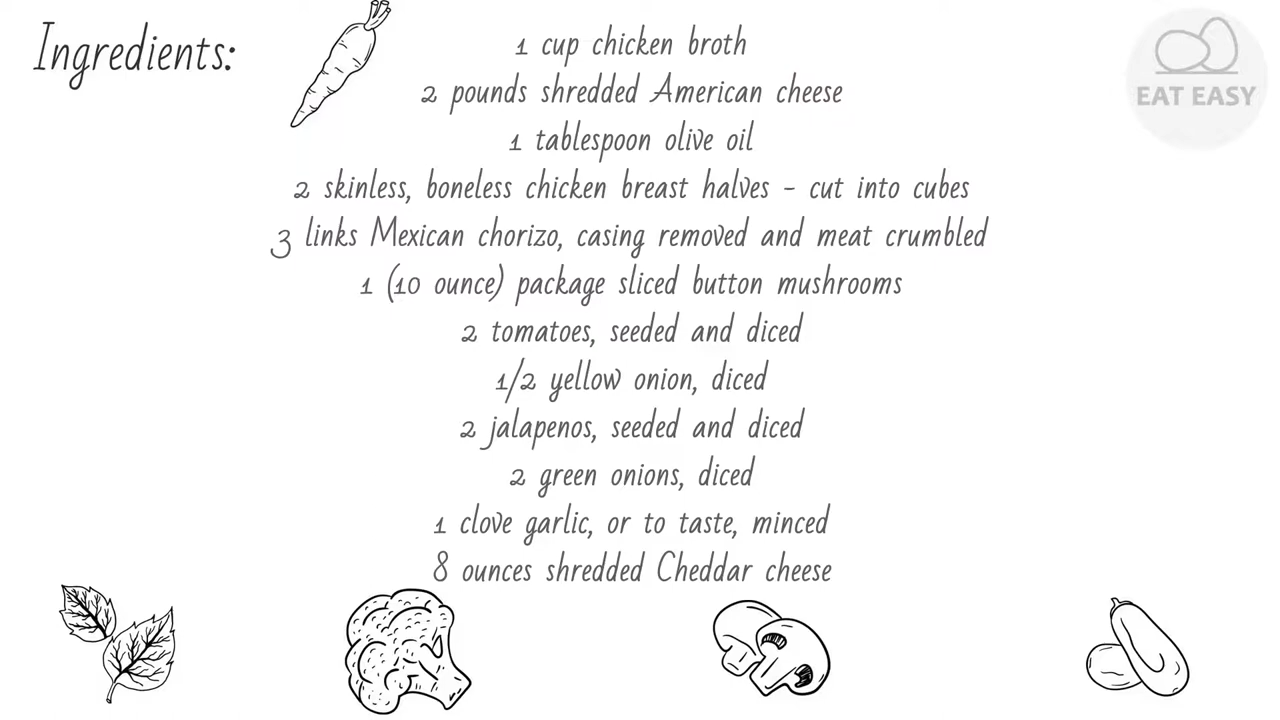 Ingredients:
1 cup chicken broth
2 pounds shredded American cheese
1 tablespoon olive oil
2 skinless, boneless chicken breast halves - cut into cubes
3 links Mexican chorizo, casing removed and meat crumbled
1 (10 ounce) package sliced button mushrooms
2 tomatoes, seeded and diced
1/2 yellow onion, diced
2 jalapenos, seeded and diced
2 green onions, diced
1 clove garlic, or to taste, minced
8 ounces shredded Cheddar cheese
EAT EASY